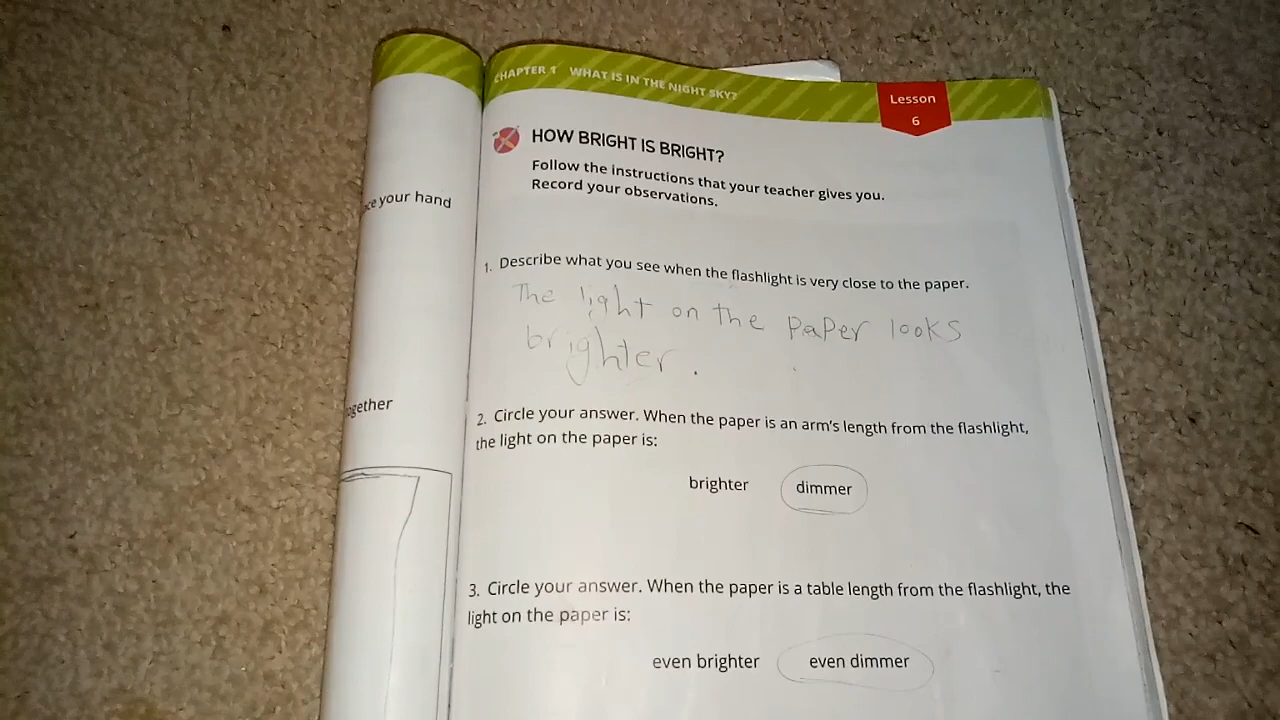 CHAPTER 1 WHAT IS IN THE NIGHT SKY?
Lesson
6
HOW BRIGHT IS BRIGHT?
Follow the instructions that your teacher gives you.
Record your observations.
your hand
1. Describe what you see when the flashlight is very close to the paper.
The light on the paper looks
brighter.
2. Circle your answer. When the paper is an arm's length from the flashlight,
the light on the paper is:
brighter dimmer
3. Circle your answer. When the paper is a table length from the flashlight, the
light on the paper is:
even brighter even dimmer